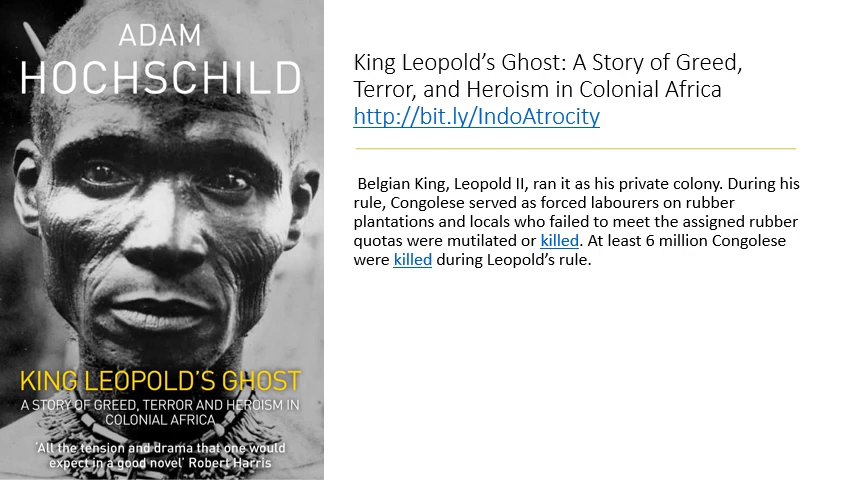 ADAM
HOCHSCHILD
KING LEOPOLD'S GHOST
A STORY OF GREED, TERROR AND HEROISM IN
COLONIAL AFRICA
'All the tension and drama that one would
expect in a good novel' Robert Harris
King Leopold’s Ghost: A Story of Greed,
Terror, and Heroism in Colonial Africa
http://bit.ly/IndoAtrocity
Belgian King, Leopold II, ran it as his private colony. During his
rule, Congolese served as forced labourers on rubber
plantations and locals who failed to meet the assigned rubber
quotas were mutilated or killed. At least 6 million Congolese
were killed during Leopold’s rule.